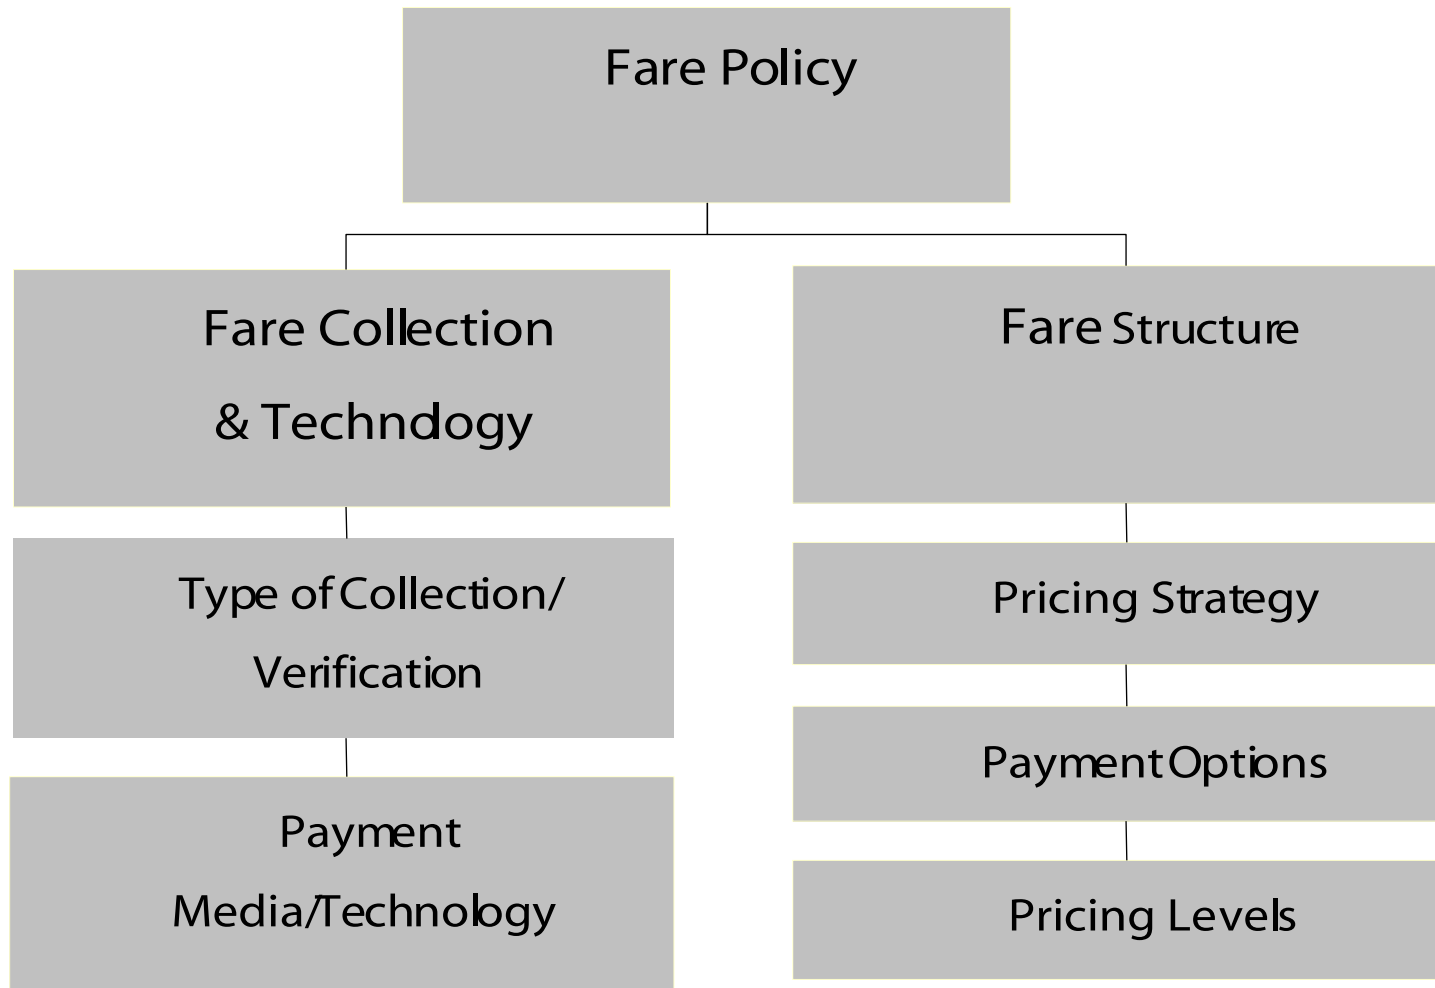 Fare Policy
Fare Collection
& Technology
Fare Structure
Type of Collection/
Verification
Pricing Strategy
Payment Options
Payment
Media/Technology
Pricing Levels